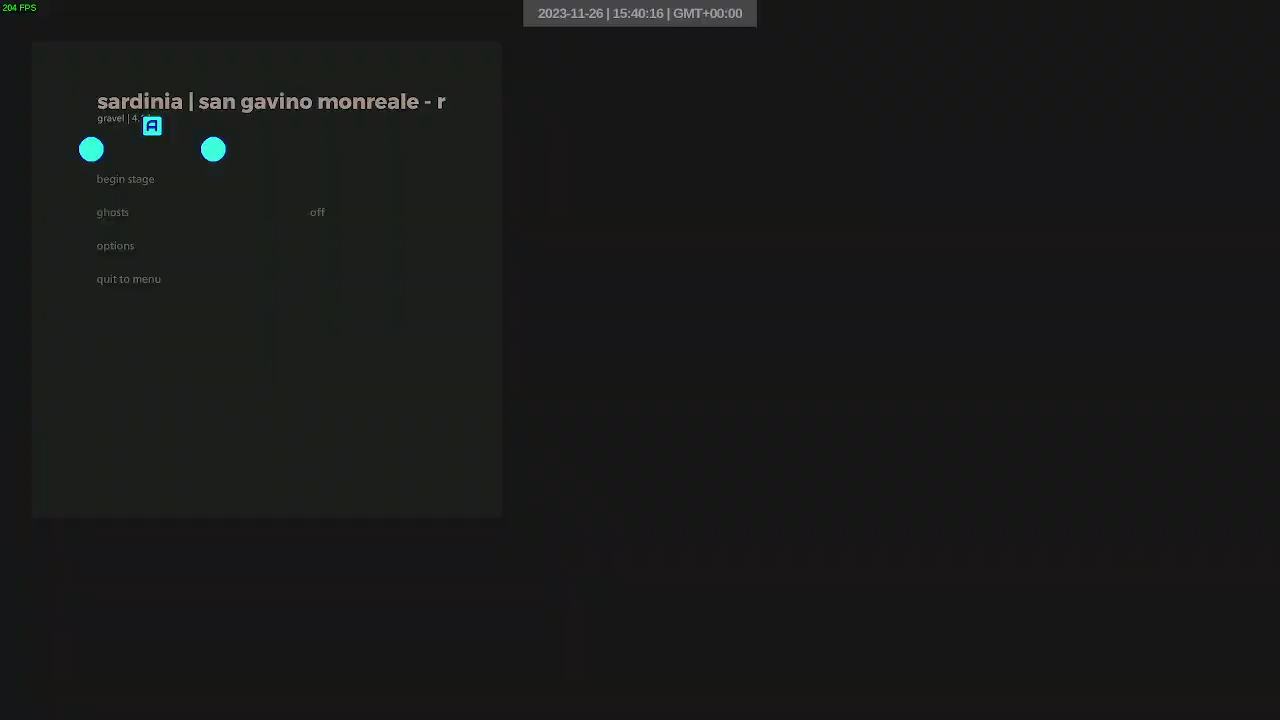 204 FPS
2023-11-26 | 15:40:16 | GMT+00:00
sardinia | san gavino monreale - r
gravel | 4.
A
begin stage
ghosts off
options
quit to menu